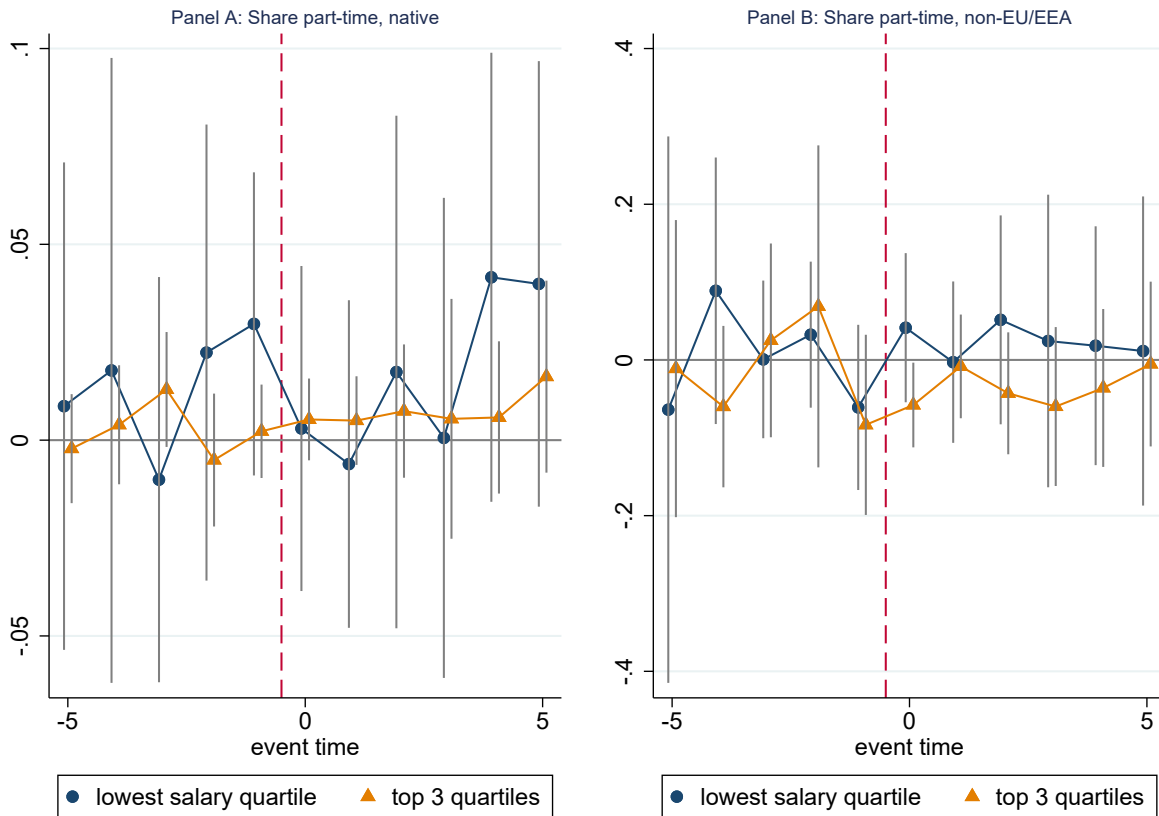 Panel A: Share part-time, native
.1
.05
0
-.05
-5
0
5
event time
lowest salary quartile
top 3 quartiles
Panel B: Share part-time, non-EU/EEA
.4
.2
0
-.2
-.4
-5
0
5
event time
lowest salary quartile
top 3 quartiles